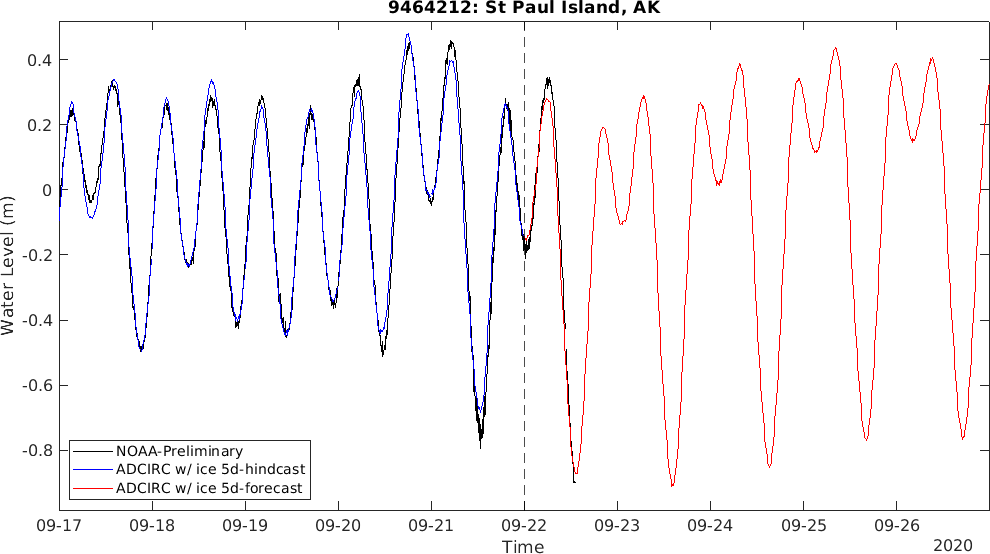 9464212: St Paul Island, AK
Water Level (m)
0.4
0.2
0
-0.2
-0.4
-0.6
-0.8
NOAA-Preliminary
ADCIRC w/ ice 5d-hindcast
ADCIRC w/ ice 5d-forecast
09-17 09-18 09-19 09-20 09-21 09-22 09-23 09-24 09-25 09-26
Time
2020